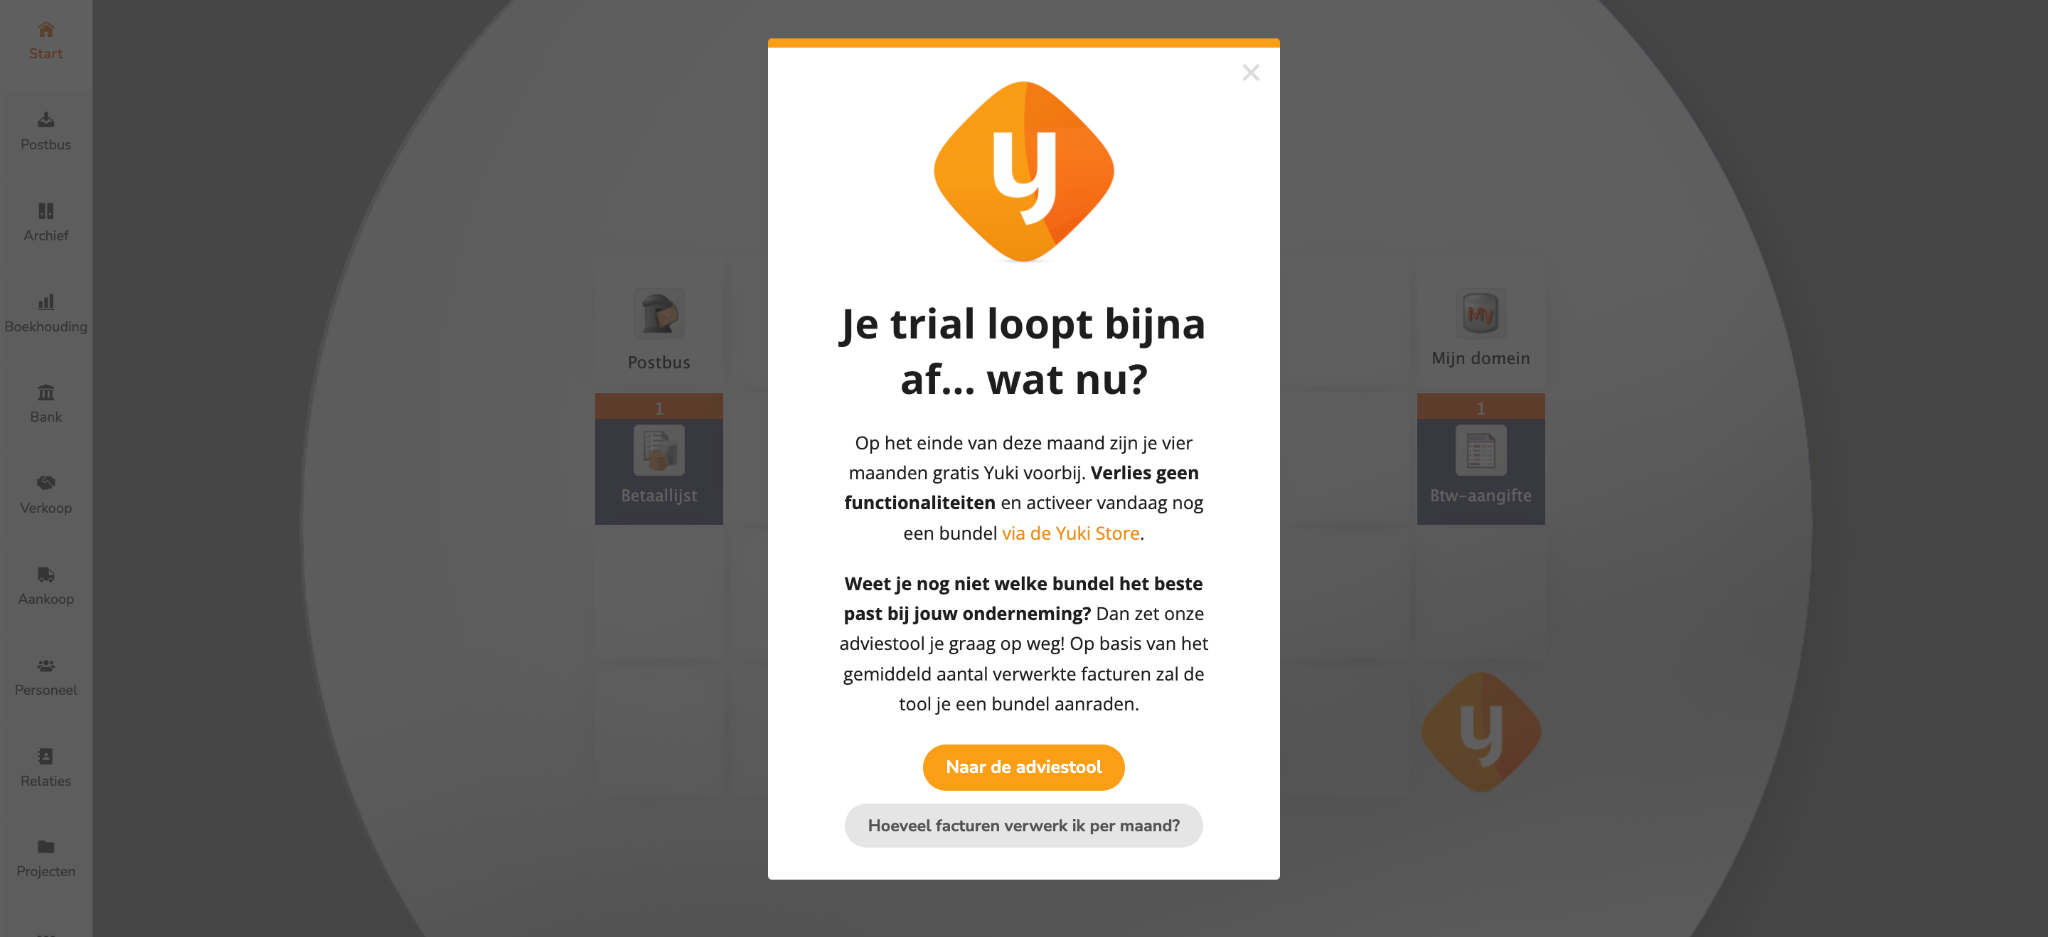 Start
Postbus
Archief
Boekhouding
Bank
Verkoop
Aankoop
Personeel
Relaties
Projecten
Postbus
1
Betaallijst
My
Mijn domein
1
Btw-aangifte
y
×
y
Je trial loopt bijna
af... wat nu?
Op het einde van deze maand zijn je vier
maanden gratis Yuki voorbij. Verlies geen
functionaliteiten en activeer vandaag nog
een bundel via de Yuki Store.
Weet je nog niet welke bundel het beste
past bij jouw onderneming? Dan zet onze
adviestool je graag op weg! Op basis van het
gemiddeld aantal verwerkte facturen zal de
tool je een bundel aanraden.
Naar de adviestool
Hoeveel facturen verwerk ik per maand?